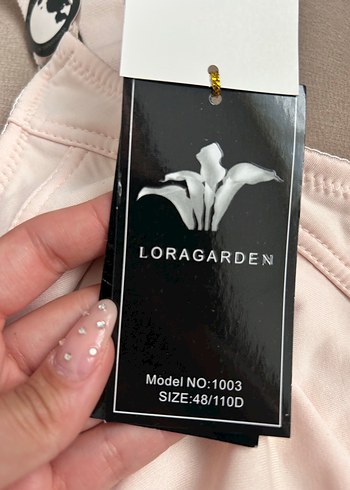 LORAGARDEN
Model NO:1003
SIZE:48/110D